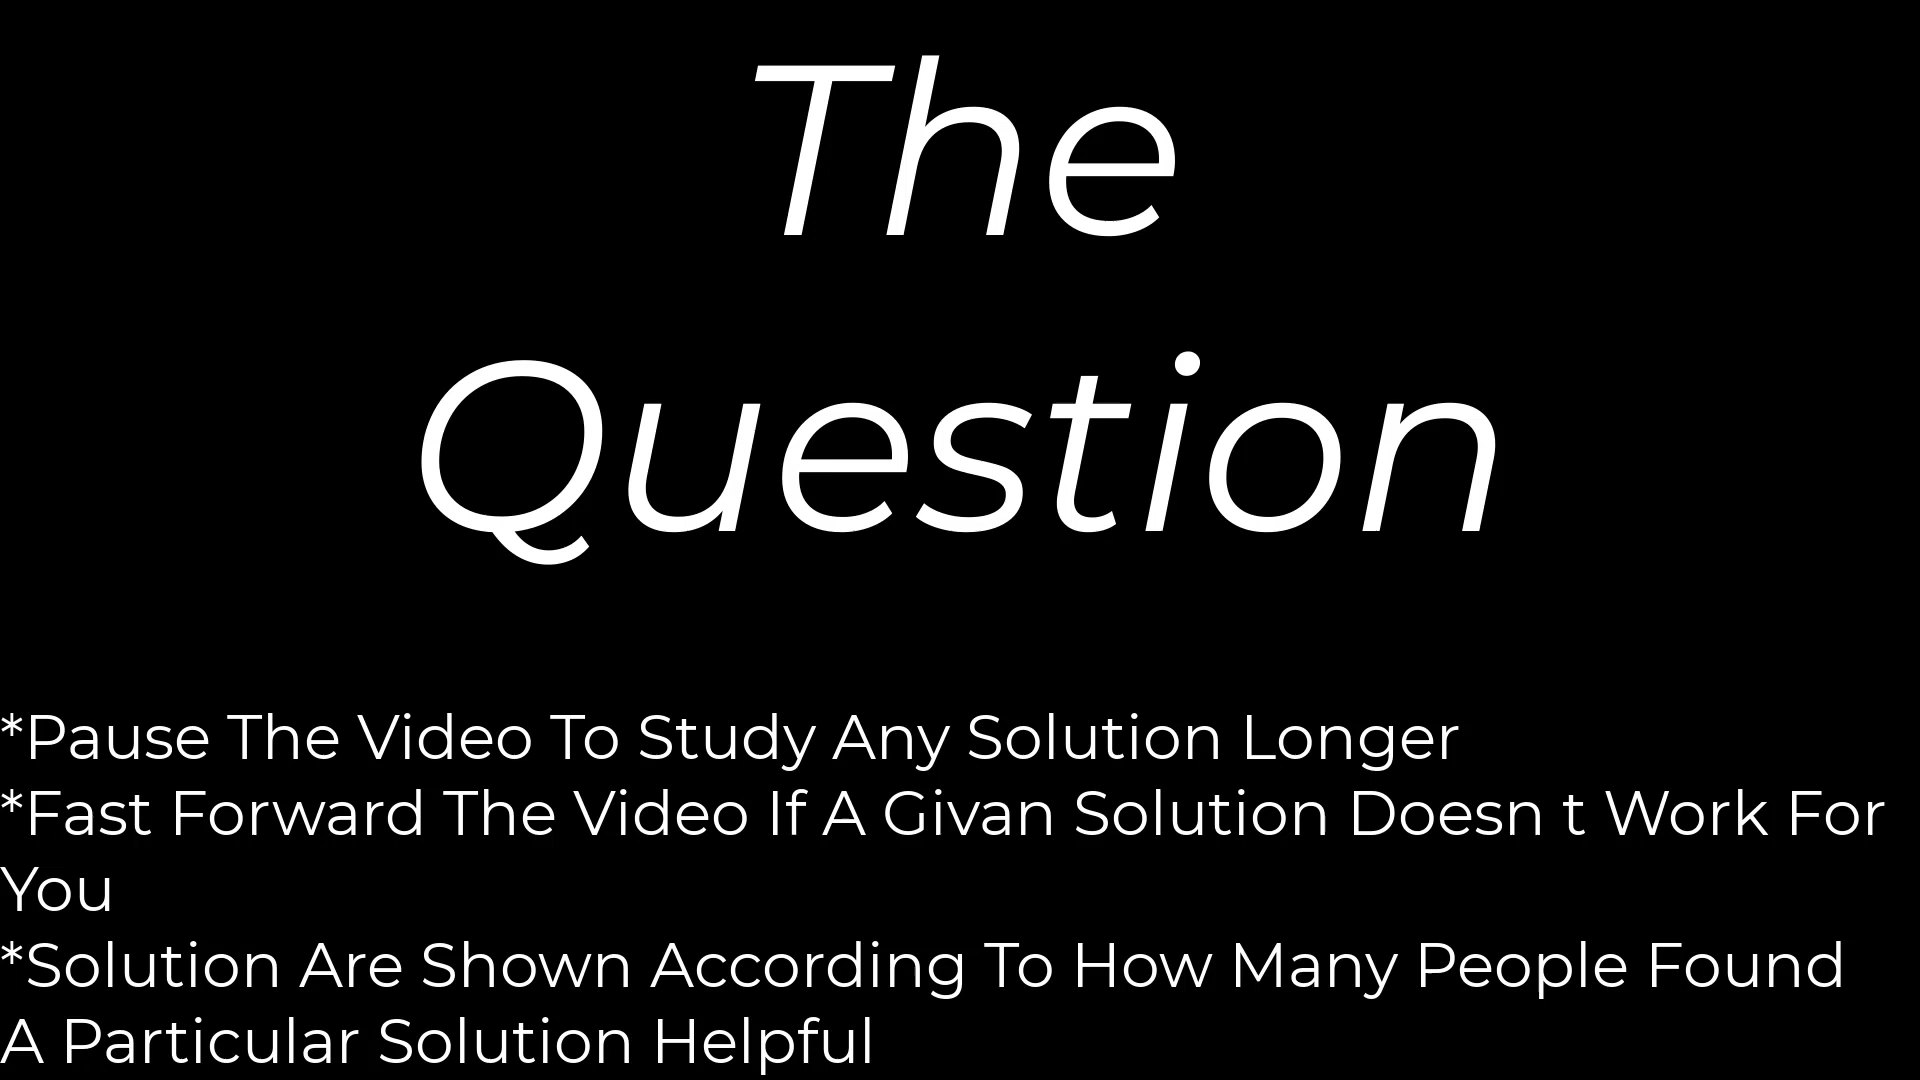 The
Question
*Pause The Video To Study Any Solution Longer
*Fast Forward The Video If A Givan Solution Doesn t Work For
You
*Solution Are Shown According To How Many People Found
A Particular Solution Helpful